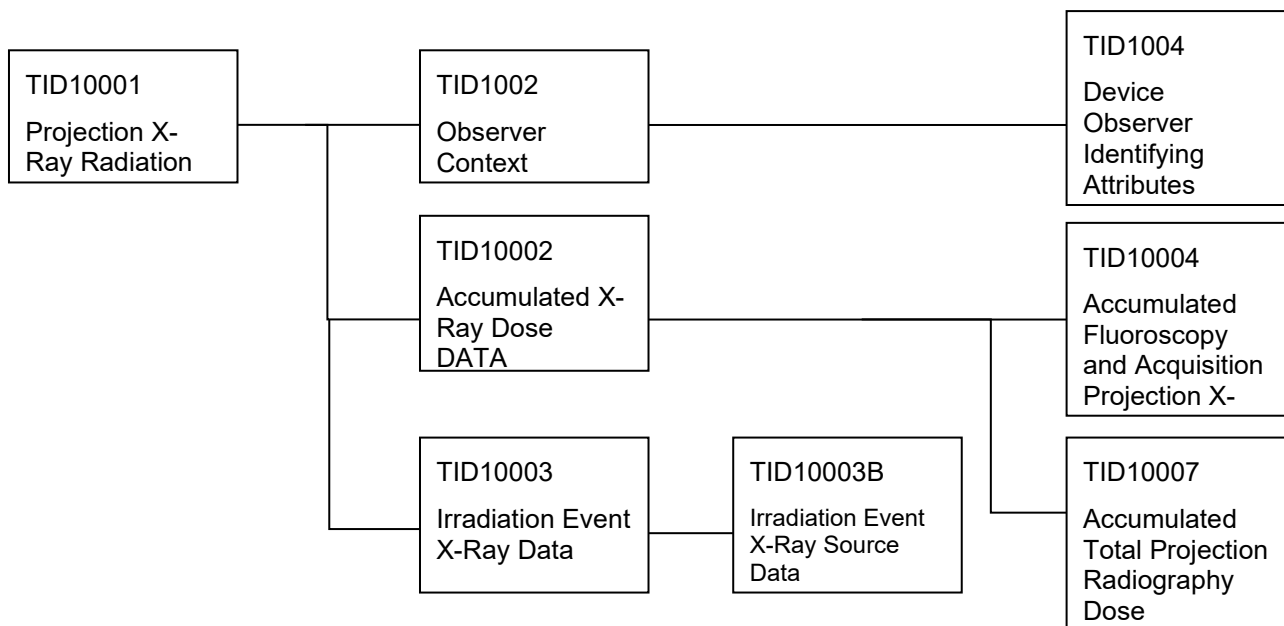 TID10001
Projection X-
Ray Radiation
TID1002
Observer
Context
TID1004
Device
Observer
Identifying
Attributes
TID10002
Accumulated X-
Ray Dose
DATA
TID10004
Accumulated
Fluoroscopy
and Acquisition
Projection X-
TID10003
Irradiation Event
X-Ray Data
TID10003B
Irradiation Event
X-Ray Source
Data
TID10007
Accumulated
Total Projection
Radiography
Dose